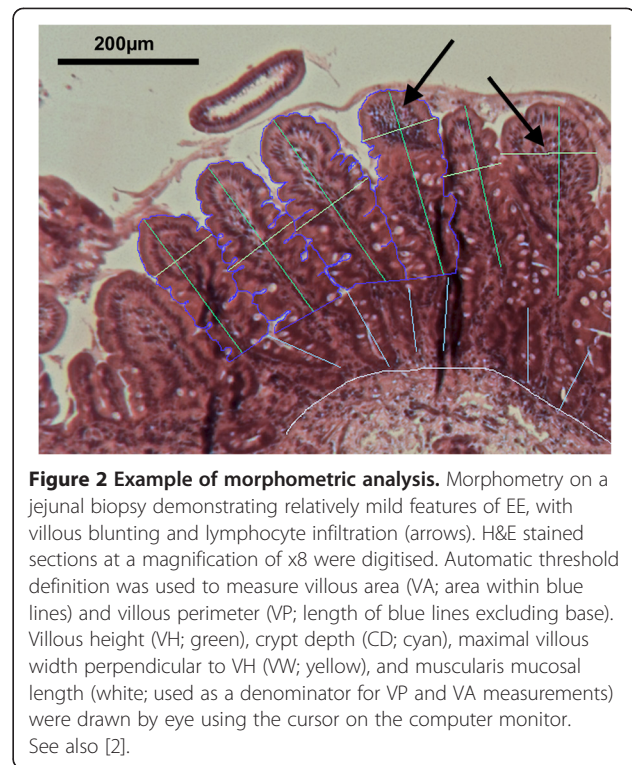 200μm
Figure 2 Example of morphometric analysis. Morphometry on a
jejunal biopsy demonstrating relatively mild features of EE, with
villous blunting and lymphocyte infiltration (arrows). H&E stained
sections at a magnification of x8 were digitised. Automatic threshold
definition was used to measure villous area (VA; area within blue
lines) and villous perimeter (VP; length of blue lines excluding base).
Villous height (VH; green), crypt depth (CD; cyan), maximal villous
width perpendicular to VH (VW; yellow), and muscularis mucosal
length (white; used as a denominator for VP and VA measurements)
were drawn by eye using the cursor on the computer monitor.
See also [2].